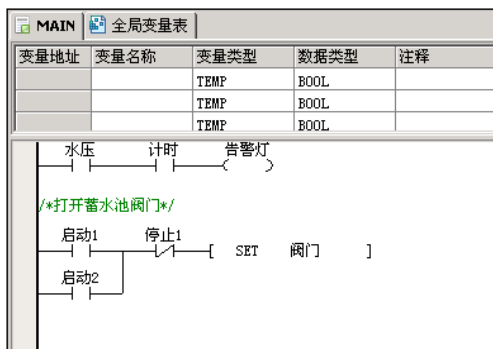 MAIN 全局变量表
变量地址 变量名称 变量类型 数据类型 注释
TEMP BOOL
TEMP BOOL
TEMP BOOL
水压 计时 告警灯
/*打开蓄水池阀门*/
启动1 停止1
[ SET 阀门 ]
启动2